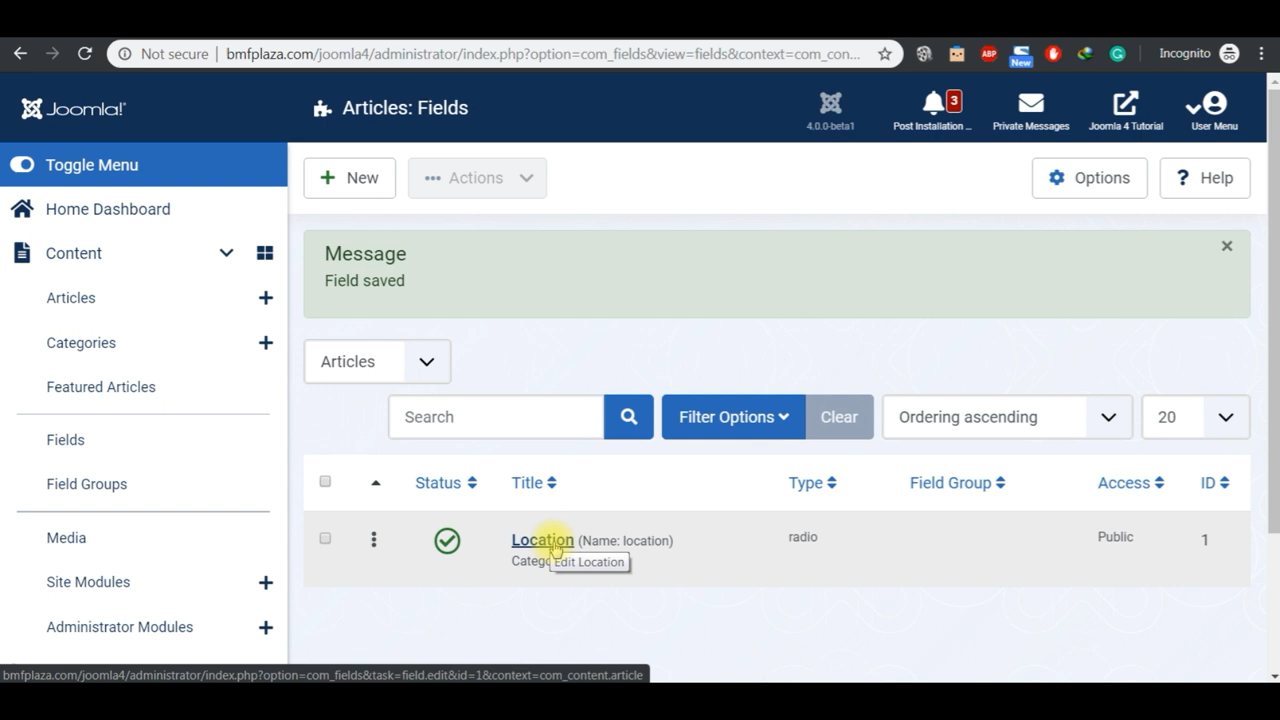 Not secure | bmfplaza.com/joomla4/administrator/index.php?option=com_fields&view=fields&context=com_con...
ABP
New
Incognito
Joomla!
Articles: Fields
4.0.0-beta1
3
Post Installation ...
Private Messages
Joomla 4 Tutorial
User Menu
Toggle Menu
Home Dashboard
Content
Articles
Categories
Featured Articles
Fields
Field Groups
Media
Site Modules
Administrator Modules
New
Actions
Options
? Help
Message
Field saved
Articles
Search
Filter Options
Clear
Ordering ascending
20
Status
Title
Type
Field Group
Access
ID
Location (Name: location)
radio
Public
1
Edit Location
bmfplaza.com/joomla4/administrator/index.php?option=com_fields&task=field.edit&id=1&context=com_content.article